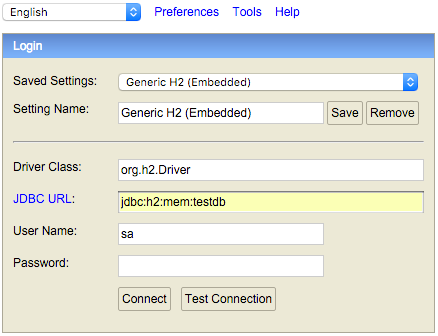 English Preferences Tools Help
Login
Saved Settings: Generic H2 (Embedded)
Setting Name: Generic H2 (Embedded) Save Remove
Driver Class: org.h2.Driver
JDBC URL: jdbc:h2:mem:testdb
User Name: sa
Password:
Connect Test Connection